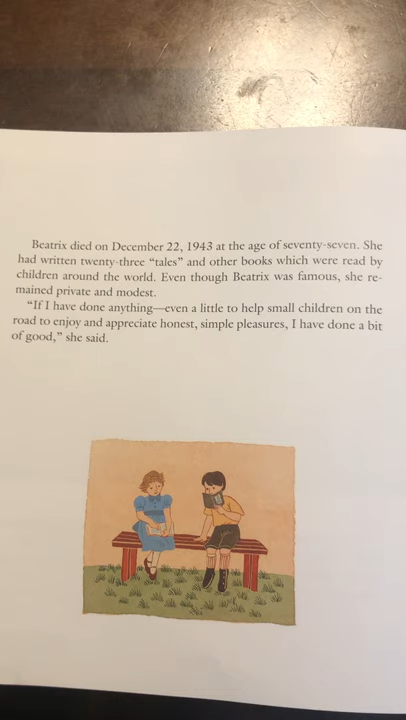 Beatrix died on December 22, 1943 at the age of seventy-seven. She
had written twenty-three “tales” and other books which were read by
children around the world. Even though Beatrix was famous, she re-
mained private and modest.
“If I have done anything—even a little to help small children on the
road to enjoy and appreciate honest, simple pleasures, I have done a bit
of good,” she said.